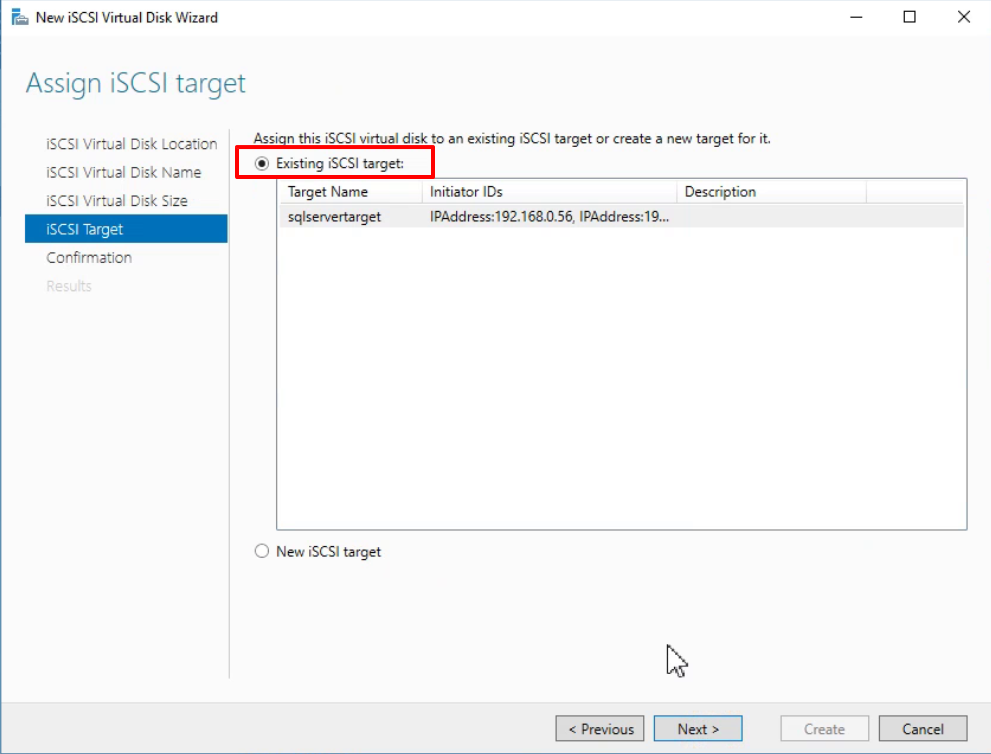 New iSCSI Virtual Disk Wizard
Assign iSCSI target
iSCSI Virtual Disk Location
iSCSI Virtual Disk Name
iSCSI Virtual Disk Size
iSCSI Target
Confirmation
Results
Assign this iSCSI virtual disk to an existing iSCSI target or create a new target for it.
Existing iSCSI target:
Target Name Initiator IDs Description
sqlservertarget IPAddress:192.168.0.56, IPAddress:19...
New iSCSI target
< Previous Next > Create Cancel